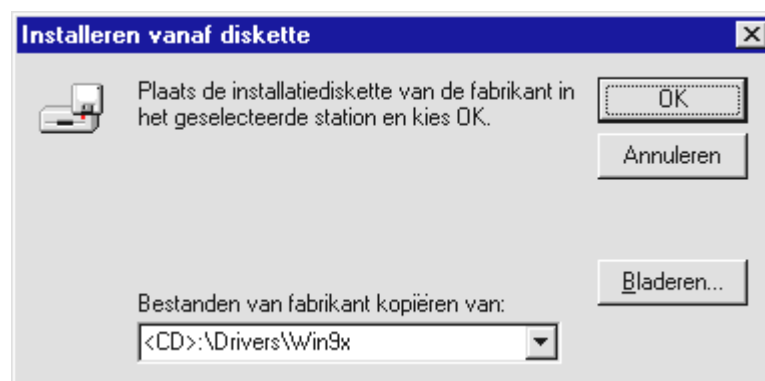 Installeren vanaf diskette
Plaats de installatiediskette van de fabrikant in
het geselecteerde station en kies OK.
OK
Annuleren
Bladeren...
Bestanden van fabrikant kopiëren van:
<CD>:\Drivers\Win9x